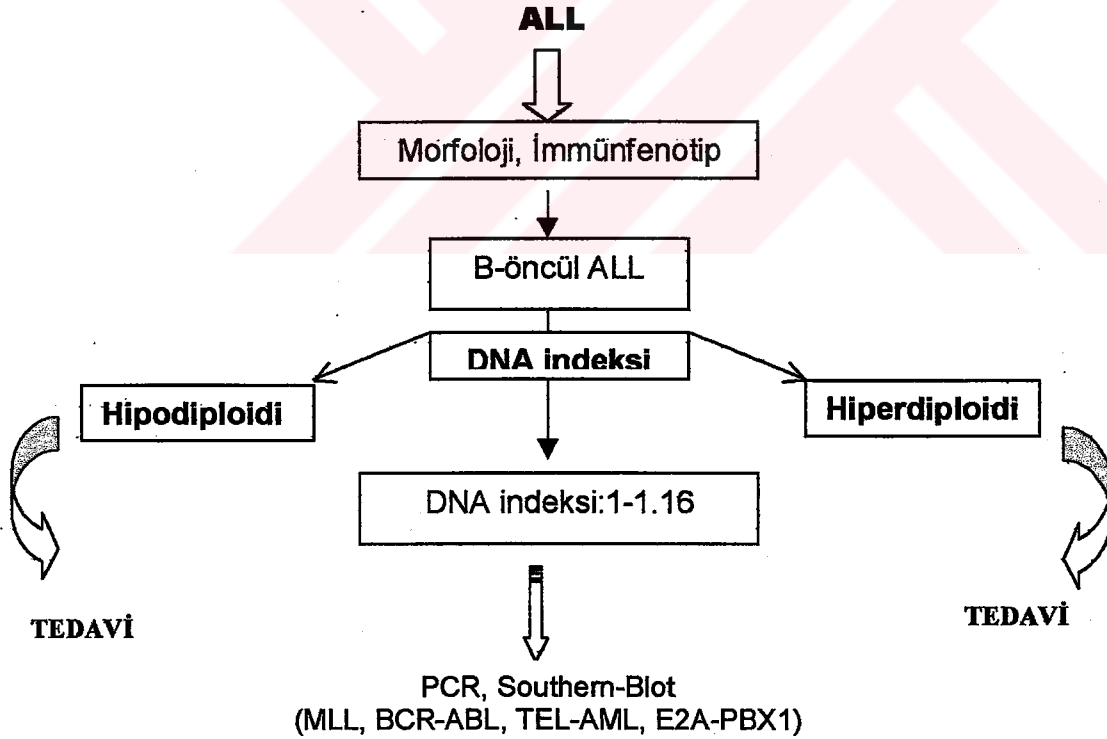 ALL
Morfoloji, İmmünfenotip
B-öncül ALL
DNA indeksi
Hipodiploidi
Hiperdiploidi
DNA indeksi:1-1.16
TEDAVİ
TEDAVİ
PCR, Southern-Blot
(MLL, BCR-ABL, TEL-AML, E2A-PBX1)